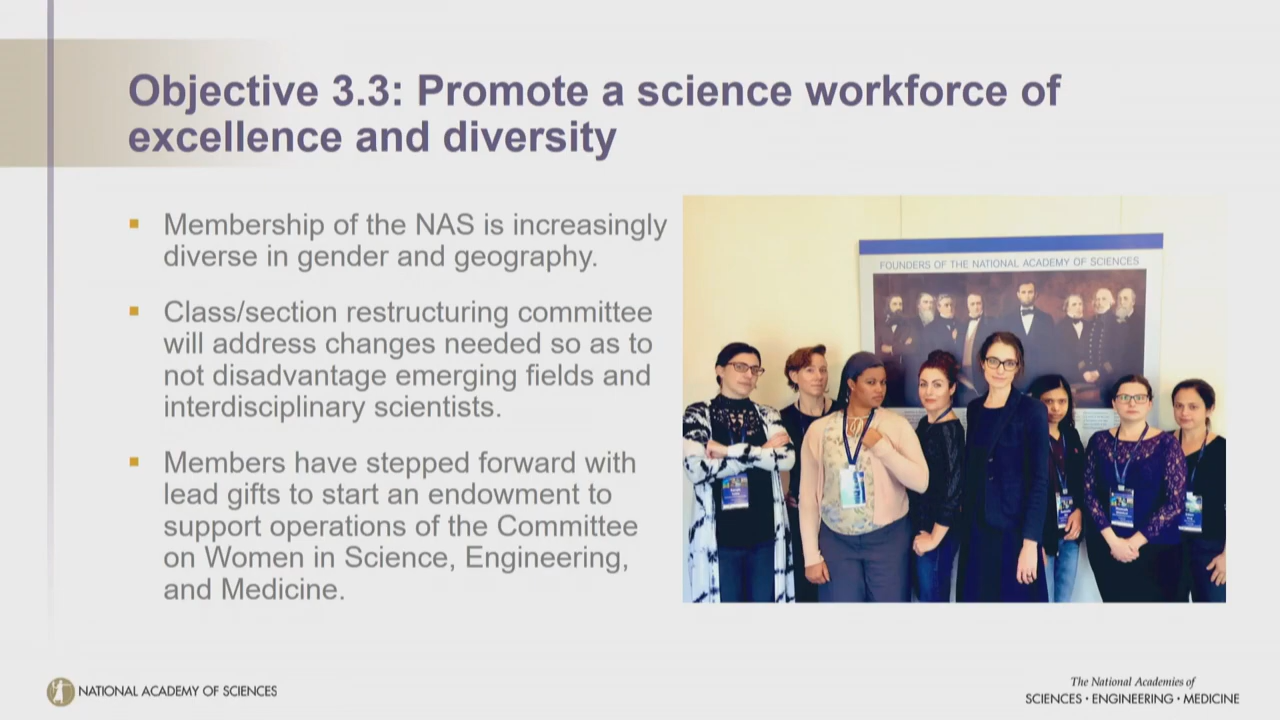 Objective 3.3: Promote a science workforce of
excellence and diversity
▪ Membership of the NAS is increasingly
diverse in gender and geography.
▪ Class/section restructuring committee
will address changes needed so as to
not disadvantage emerging fields and
interdisciplinary scientists.
▪ Members have stepped forward with
lead gifts to start an endowment to
support operations of the Committee
on Women in Science, Engineering,
and Medicine.
FOUNDERS OF THE NATIONAL ACADEMY OF SCIENCES
NATIONAL ACADEMY OF SCIENCES
The National Academies of
SCIENCES · ENGINEERING · MEDICINE